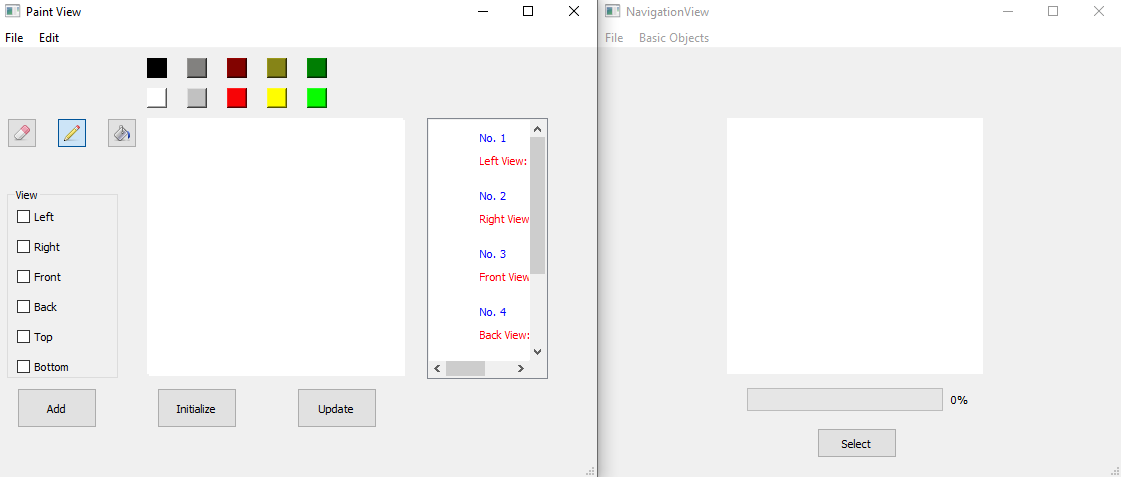 Paint View
File Edit
View
Left
Right
Front
Back
Top
Bottom
Add
Initialize
Update
No. 1
Left View:
No. 2
Right View
No. 3
Front View
No. 4
Back View:
NavigationView
File Basic Objects
0%
Select